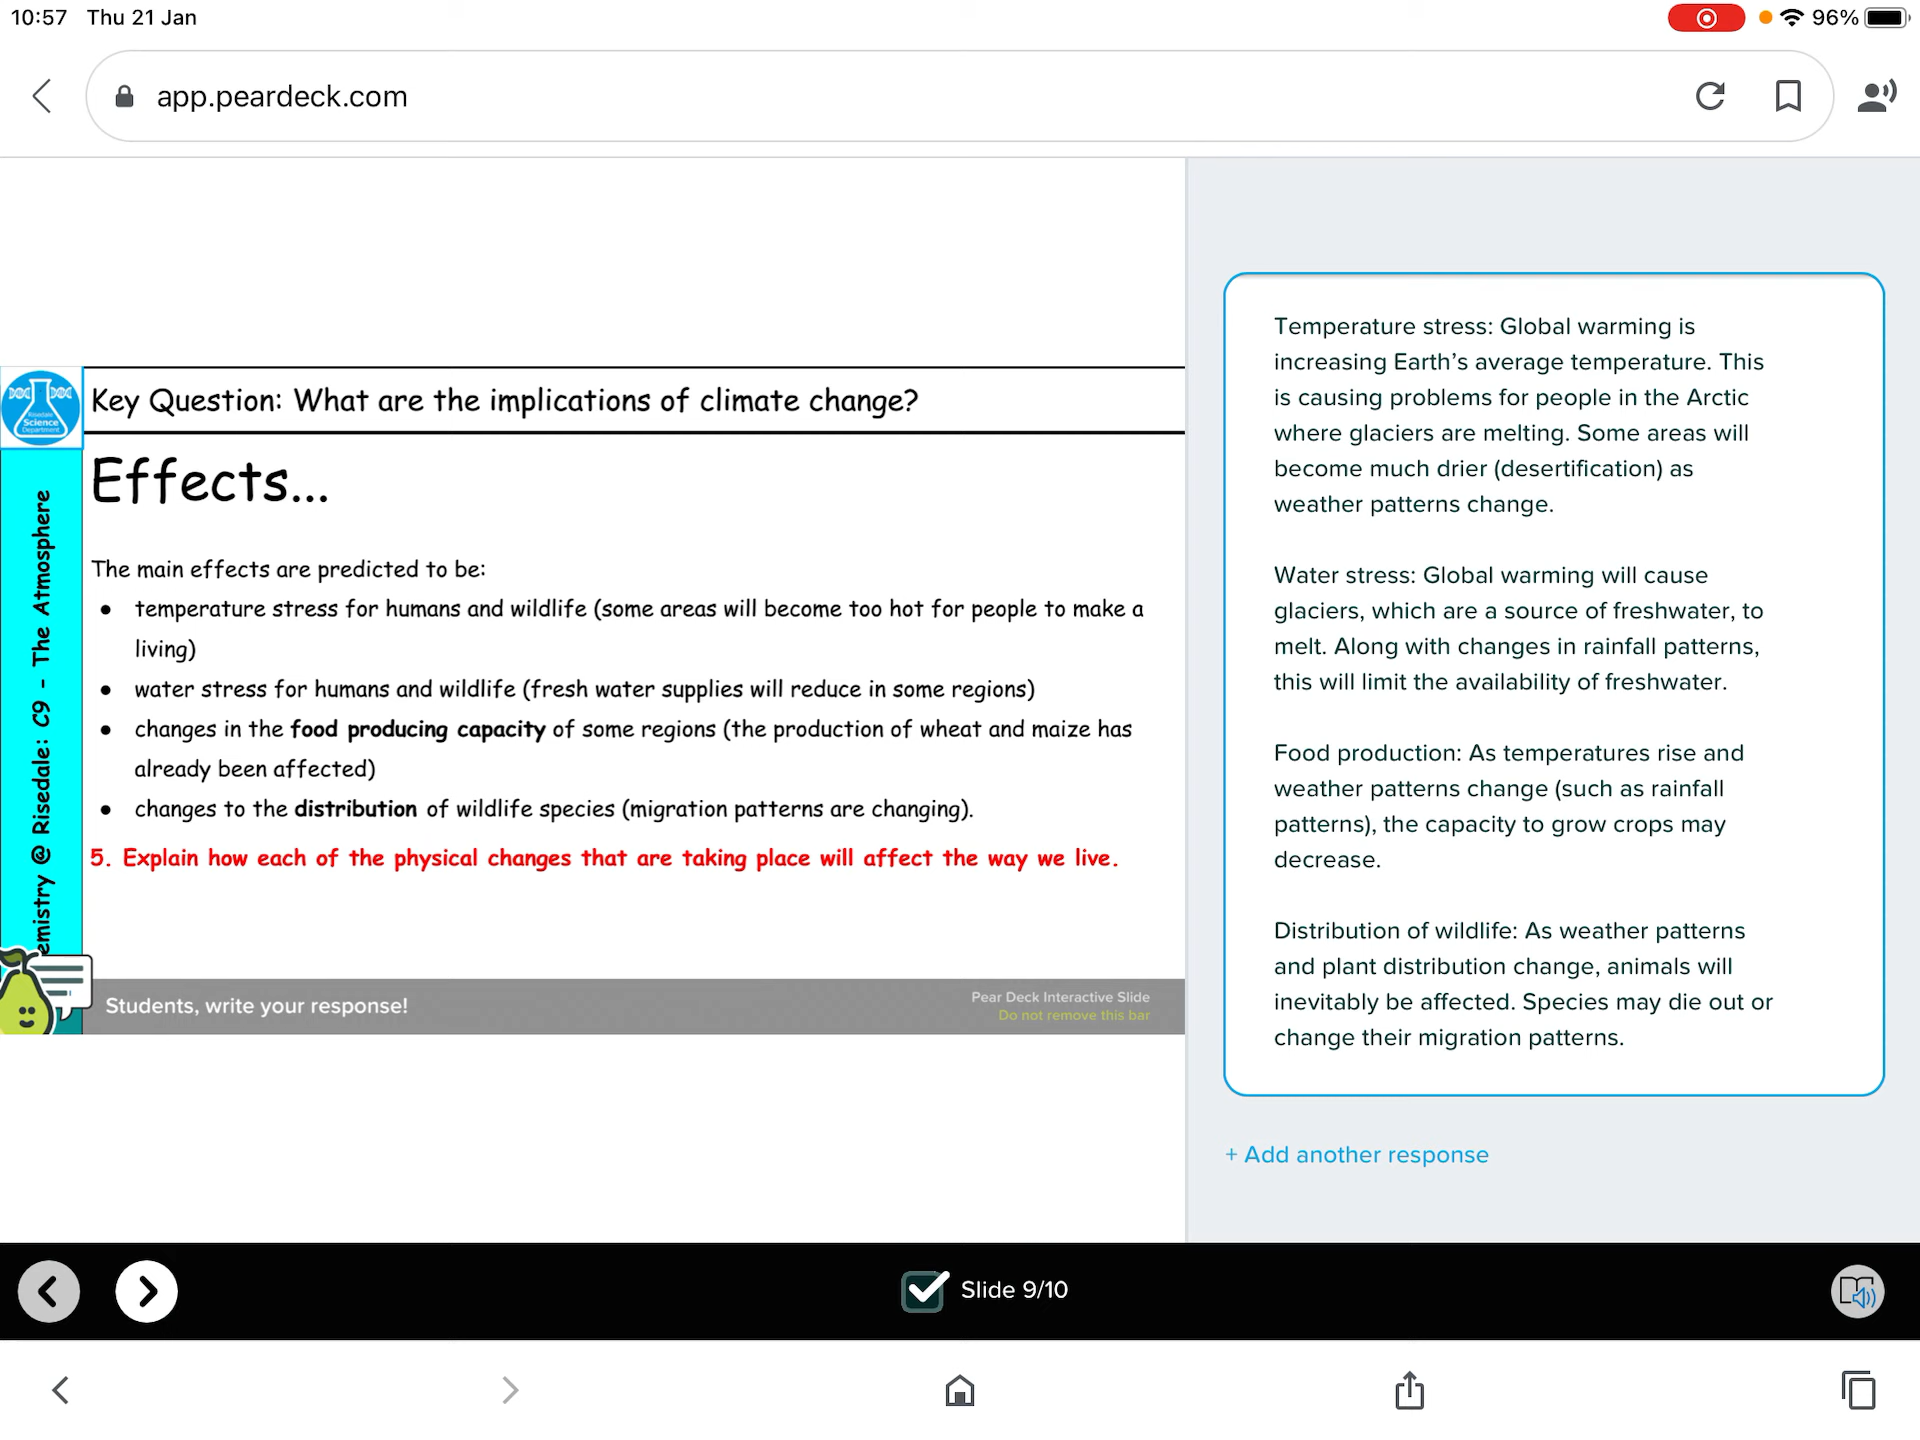 10:57 Thu 21 Jan
96%
app.peardeck.com
Science
Key Question: What are the implications of climate change?
Chemistry @ Risedale: C9 - The Atmosphere
Effects...
The main effects are predicted to be:
● temperature stress for humans and wildlife (some areas will become too hot for people to make a
living)
● water stress for humans and wildlife (fresh water supplies will reduce in some regions)
● changes in the food producing capacity of some regions (the production of wheat and maize has
already been affected)
● changes to the distribution of wildlife species (migration patterns are changing).
5. Explain how each of the physical changes that are taking place will affect the way we live.
Students, write your response!
Pear Deck Interactive Slide
Do not remove this bar
Temperature stress: Global warming is
increasing Earth's average temperature. This
is causing problems for people in the Arctic
where glaciers are melting. Some areas will
become much drier (desertification) as
weather patterns change.
Water stress: Global warming will cause
glaciers, which are a source of freshwater, to
melt. Along with changes in rainfall patterns,
this will limit the availability of freshwater.
Food production: As temperatures rise and
weather patterns change (such as rainfall
patterns), the capacity to grow crops may
decrease.
Distribution of wildlife: As weather patterns
and plant distribution change, animals will
inevitably be affected. Species may die out or
change their migration patterns.
+ Add another response
Slide 9/10